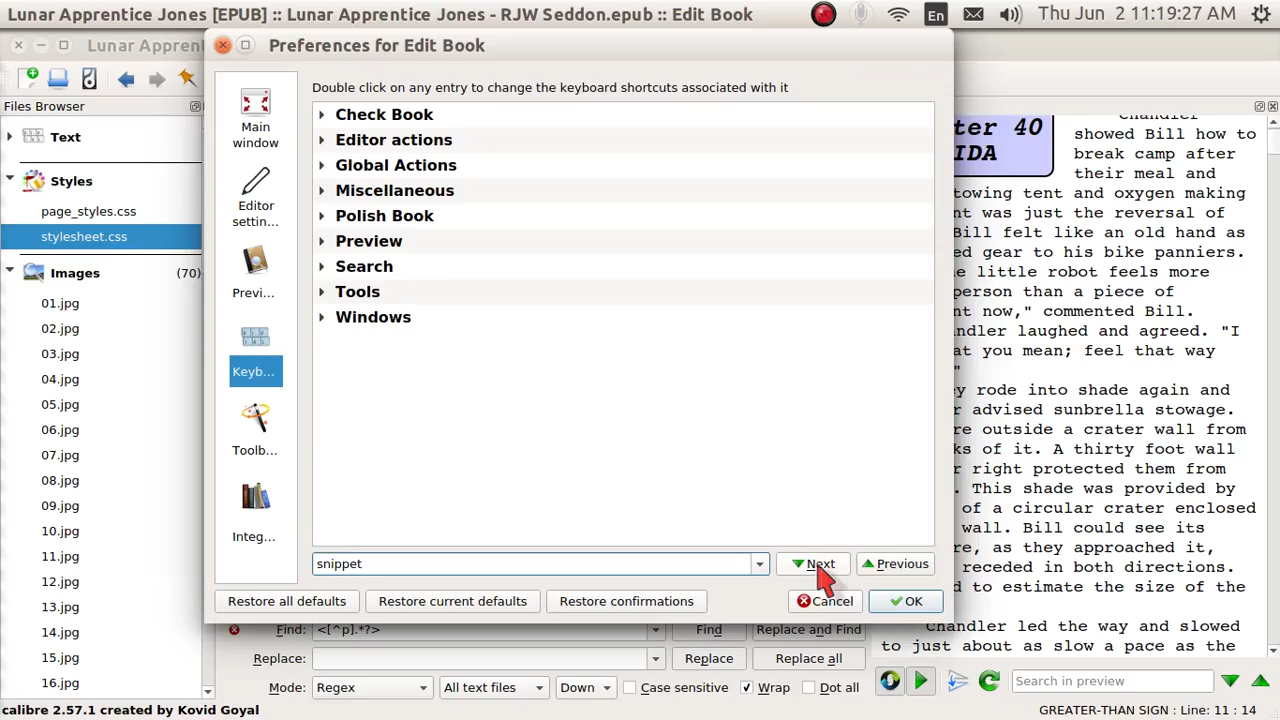 Lunar Apprentice Jones [EPUB] :: Lunar Apprentice Jones - RJW Seddon.epub :: Edit Book
En
Thu Jun 2 11:19:27 AM
Lunar Apprent
Preferences for Edit Book
Files Browser
Text
Styles
page_styles.css
stylesheet.css
Images (70)
01.jpg
02.jpg
03.jpg
04.jpg
05.jpg
06.jpg
07.jpg
08.jpg
09.jpg
10.jpg
11.jpg
12.jpg
13.jpg
14.jpg
15.jpg
16.jpg
Main
window
Editor
settin...
Previ...
Keyb...
Toolb...
Integ...
Double click on any entry to change the keyboard shortcuts associated with it
Check Book
Editor actions
Global Actions
Miscellaneous
Polish Book
Preview
Search
Tools
Windows
snippet
Next
Previous
Restore all defaults
Restore current defaults
Restore confirmations
Cancel
OK
Find:
<[^p].*?>
Find
Replace and Find
Replace:
Replace
Replace all
Mode:
Regex
All text files
Down
Case sensitive
Wrap
Dot all
ter 40
IDA
Chandler
showed Bill how to
break camp after
their meal and
towing tent and oxygen making
nt was just the reversal of
Bill felt like an old hand as
ed gear to his bike panniers.
e little robot feels more
person than a piece of
nt now," commented Bill.
ndler laughed and agreed. "I
at you mean; feel that way
"
ey rode into shade again and
r advised sunbrella stowage.
re outside a crater wall from
ks of it. A thirty foot wall
r right protected them from
. This shade was provided by
of a circular crater enclosed
wall. Bill could see its
re, as they approached it,
receded in both directions.
d to estimate the size of the
Chandler led the way and slowed
to just about as slow a pace as the
Search in preview
calibre 2.57.1 created by Kovid Goyal
GREATER-THAN SIGN : Line: 11 : 14